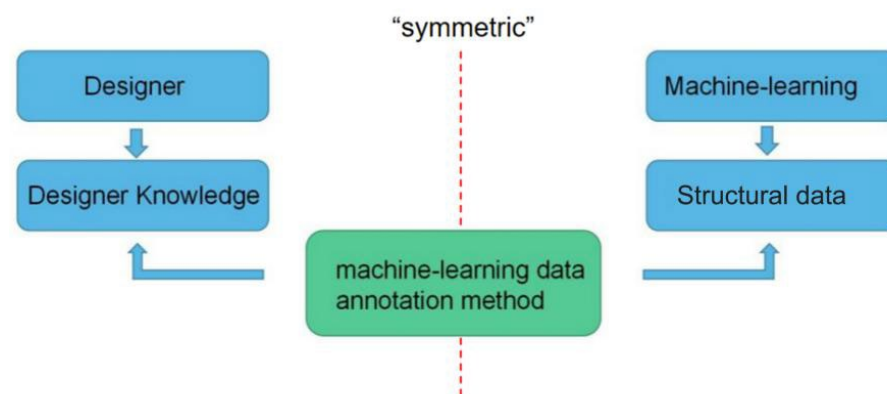 “symmetric”
Designer
Machine-learning
Designer Knowledge
Structural data
machine-learning data
annotation method